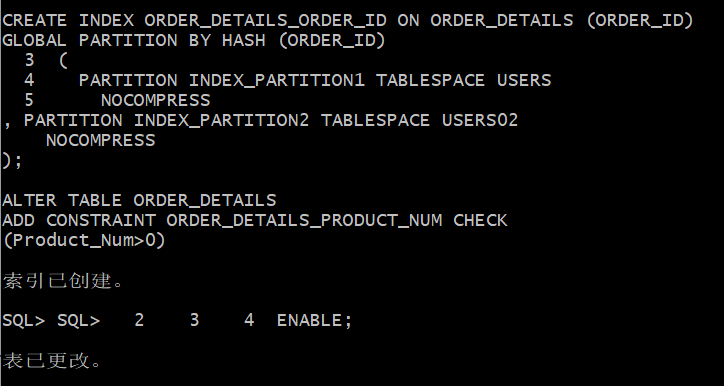 CREATE INDEX ORDER_DETAILS_ORDER_ID ON ORDER_DETAILS (ORDER_ID)
GLOBAL PARTITION BY HASH (ORDER_ID)
  3  (
  4    PARTITION INDEX_PARTITION1 TABLESPACE USERS
  5      NOCOMPRESS
, PARTITION INDEX_PARTITION2 TABLESPACE USERS02
    NOCOMPRESS
);
ALTER TABLE ORDER_DETAILS
ADD CONSTRAINT ORDER_DETAILS_PRODUCT_NUM CHECK
(Product_Num>0)
索引已创建。
SQL> SQL>   2    3    4  ENABLE;
表已更改。